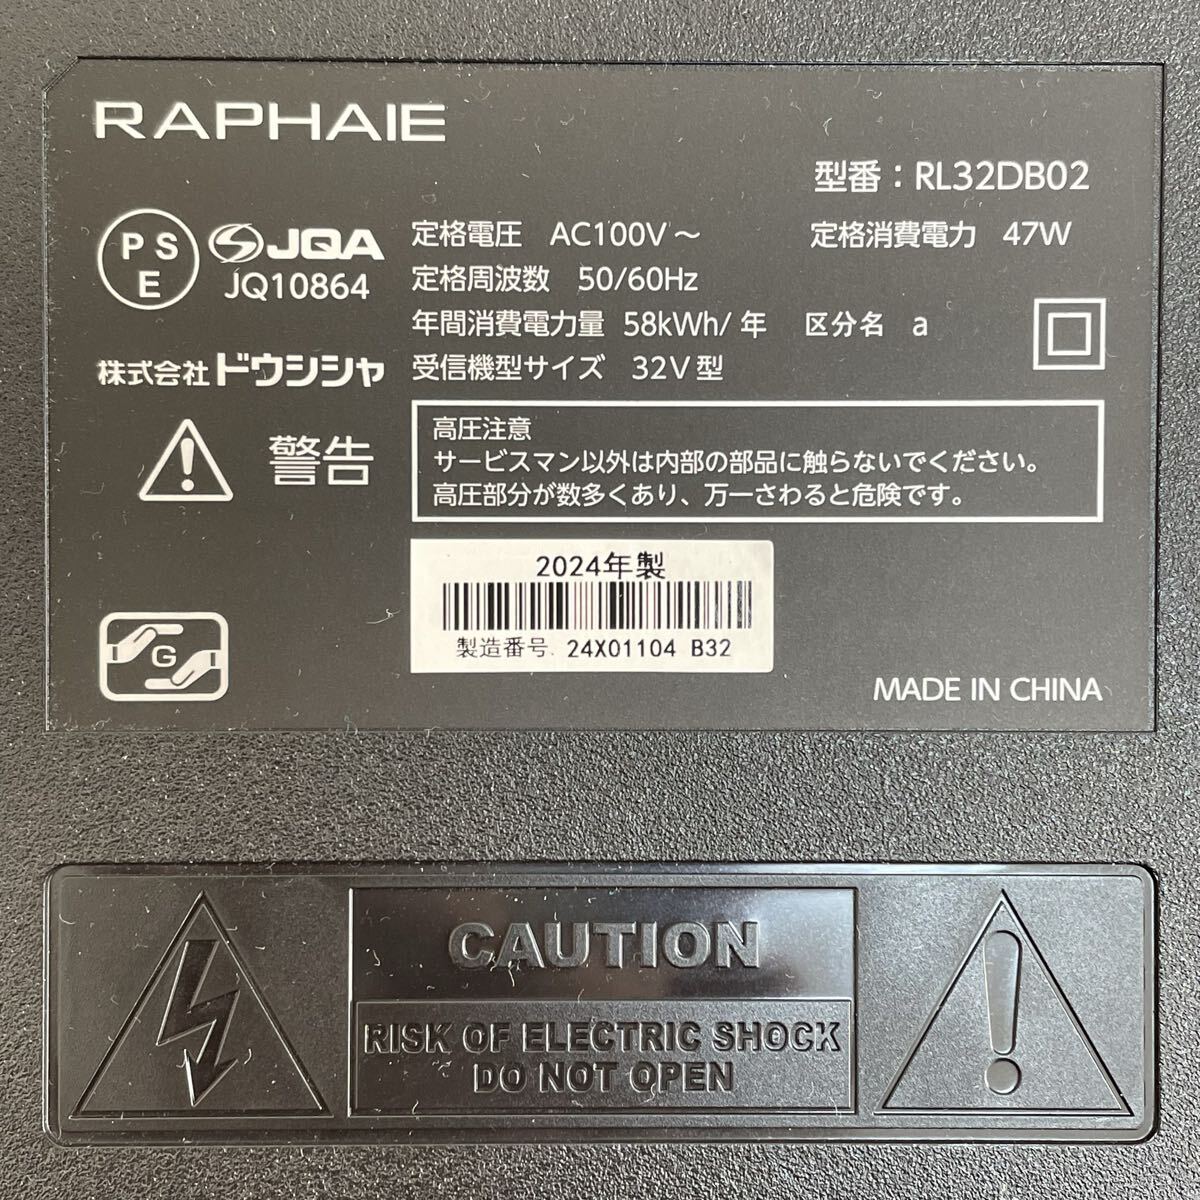 RAPHAIE
型番：RL32DB02
PS
E
JQA
JQ10864
定格電圧 AC100V～ 定格消費電力 47W
定格周波数 50/60Hz
年間消費電力量 58kWh/年 区分名 a
受信機型サイズ 32V型
株式会社ドウシシャ
警告
高圧注意
サービスマン以外は内部の部品に触らないでください。
高圧部分が数多くあり、万一さわると危険です。
2024年製
製造番号. 24X01104 B32
G
MADE IN CHINA
CAUTION
RISK OF ELECTRIC SHOCK
DO NOT OPEN